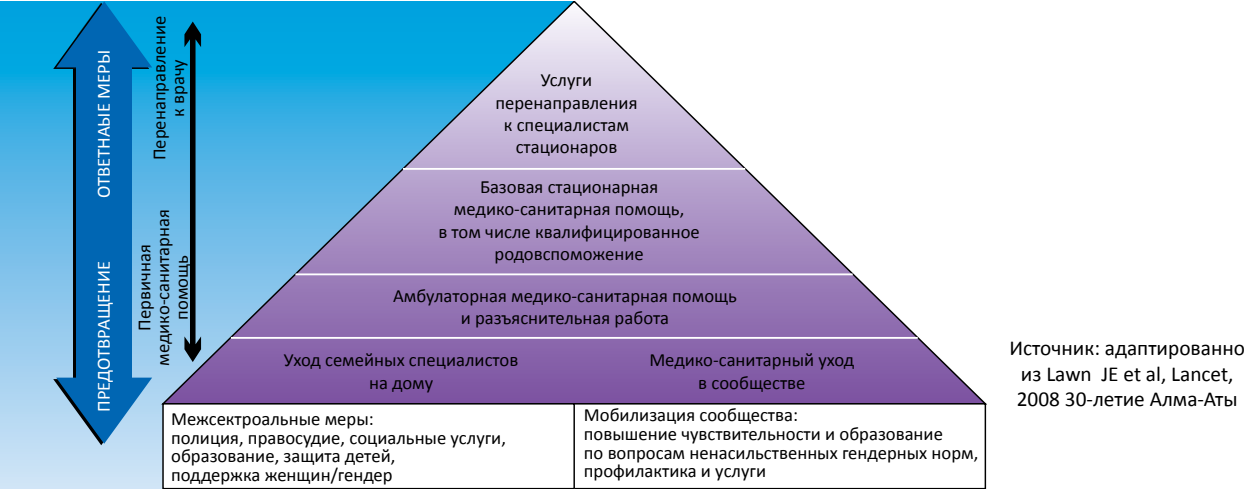 ОТВЕТНАЫЕ МЕРЫ
ПРЕДОТВРАЩЕНИЕ
Перенаправление
к врачу
Первичная
медико-санитарная
помощь
Услуги
перенаправления
к специалистам
стационаров
Базовая стационарная
медико-санитарная помощь,
в том числе квалифицированное
родовспоможение
Амбулаторная медико-санитарная помощь
и разъяснительная работа
Уход семейных специалистов
на дому
Медико-санитарный уход
в сообществе
Межсектроальные меры:
полиция, правосудие, социальные услуги,
образование, защита детей,
поддержка женщин/гендер
Мобилизация сообщества:
повышение чувствительности и образование
по вопросам ненасильственных гендерных норм,
профилактика и услуги
Источник: адаптированно
из Lawn JE et al, Lancet,
2008 30-летие Алма-Аты